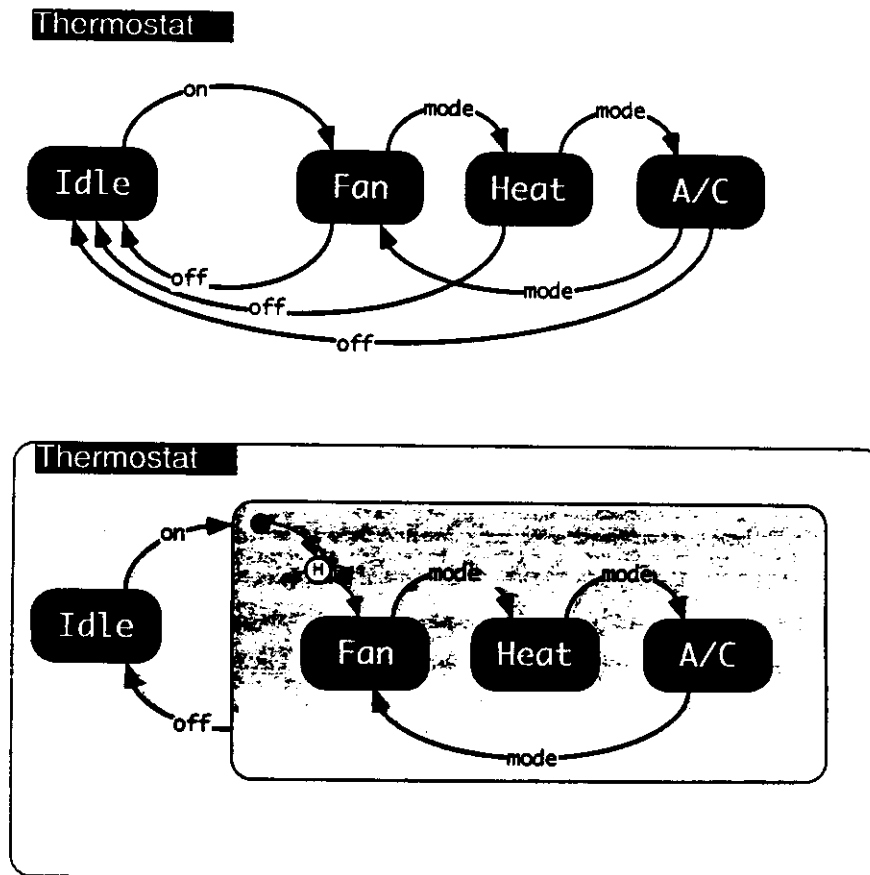 Thermostat
on
mode
mode
Idle
Fan
Heat
A/C
off
off
mode
off
Thermostat
on
H
mode
mode
Idle
Fan
Heat
A/C
off
mode